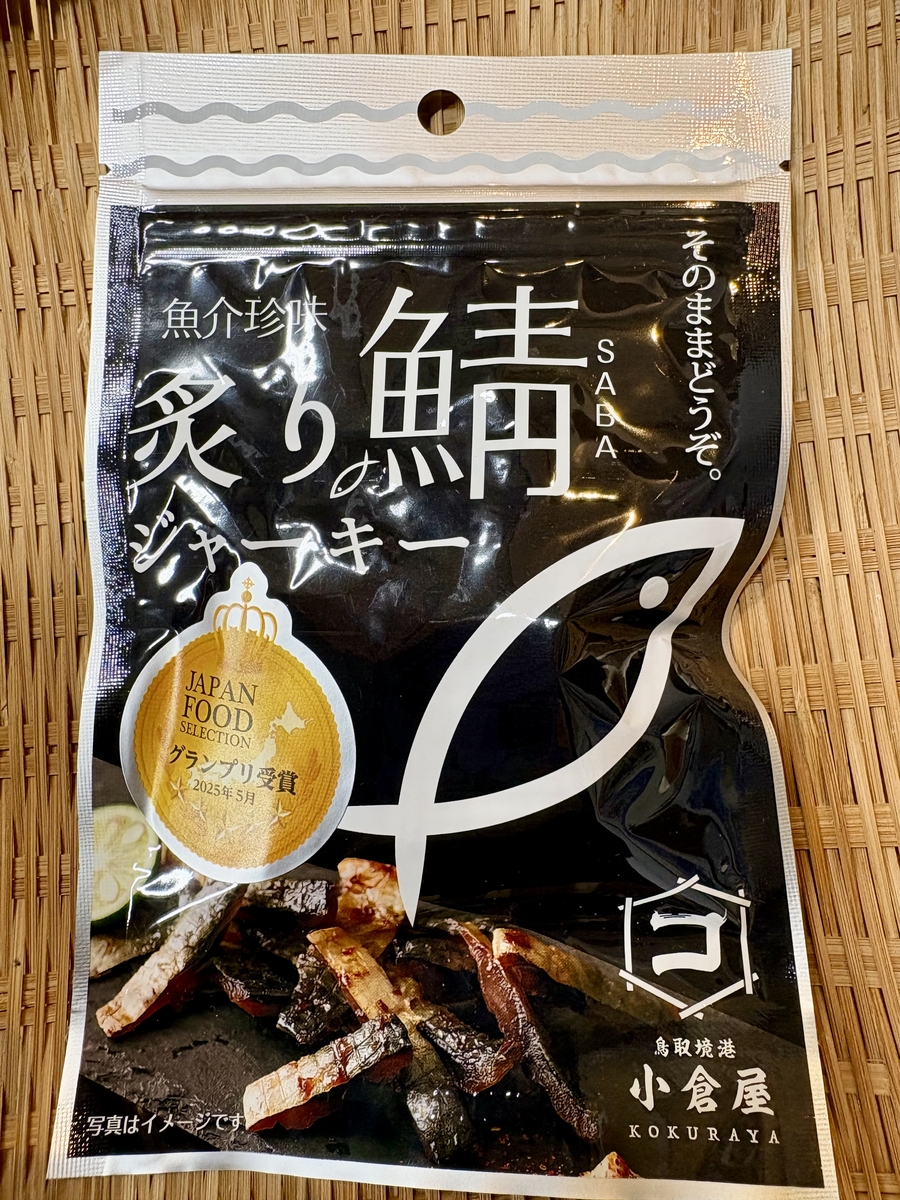 魚介珍味
炙りの鯖
SABA
ジャーキー
そのままどうぞ。
JAPAN
FOOD
SELECTION
グランプリ受賞
2025年5月
コ
鳥取境港
小倉屋
KOKURAYA
写真はイメージです